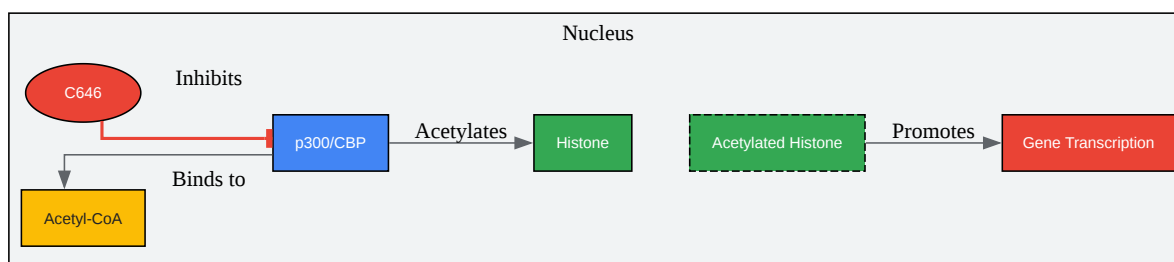 Nucleus
C646
Inhibits
p300/CBP
Acetylates
Histone
Acetylated Histone
Promotes
Gene Transcription
Binds to
Acetyl-CoA